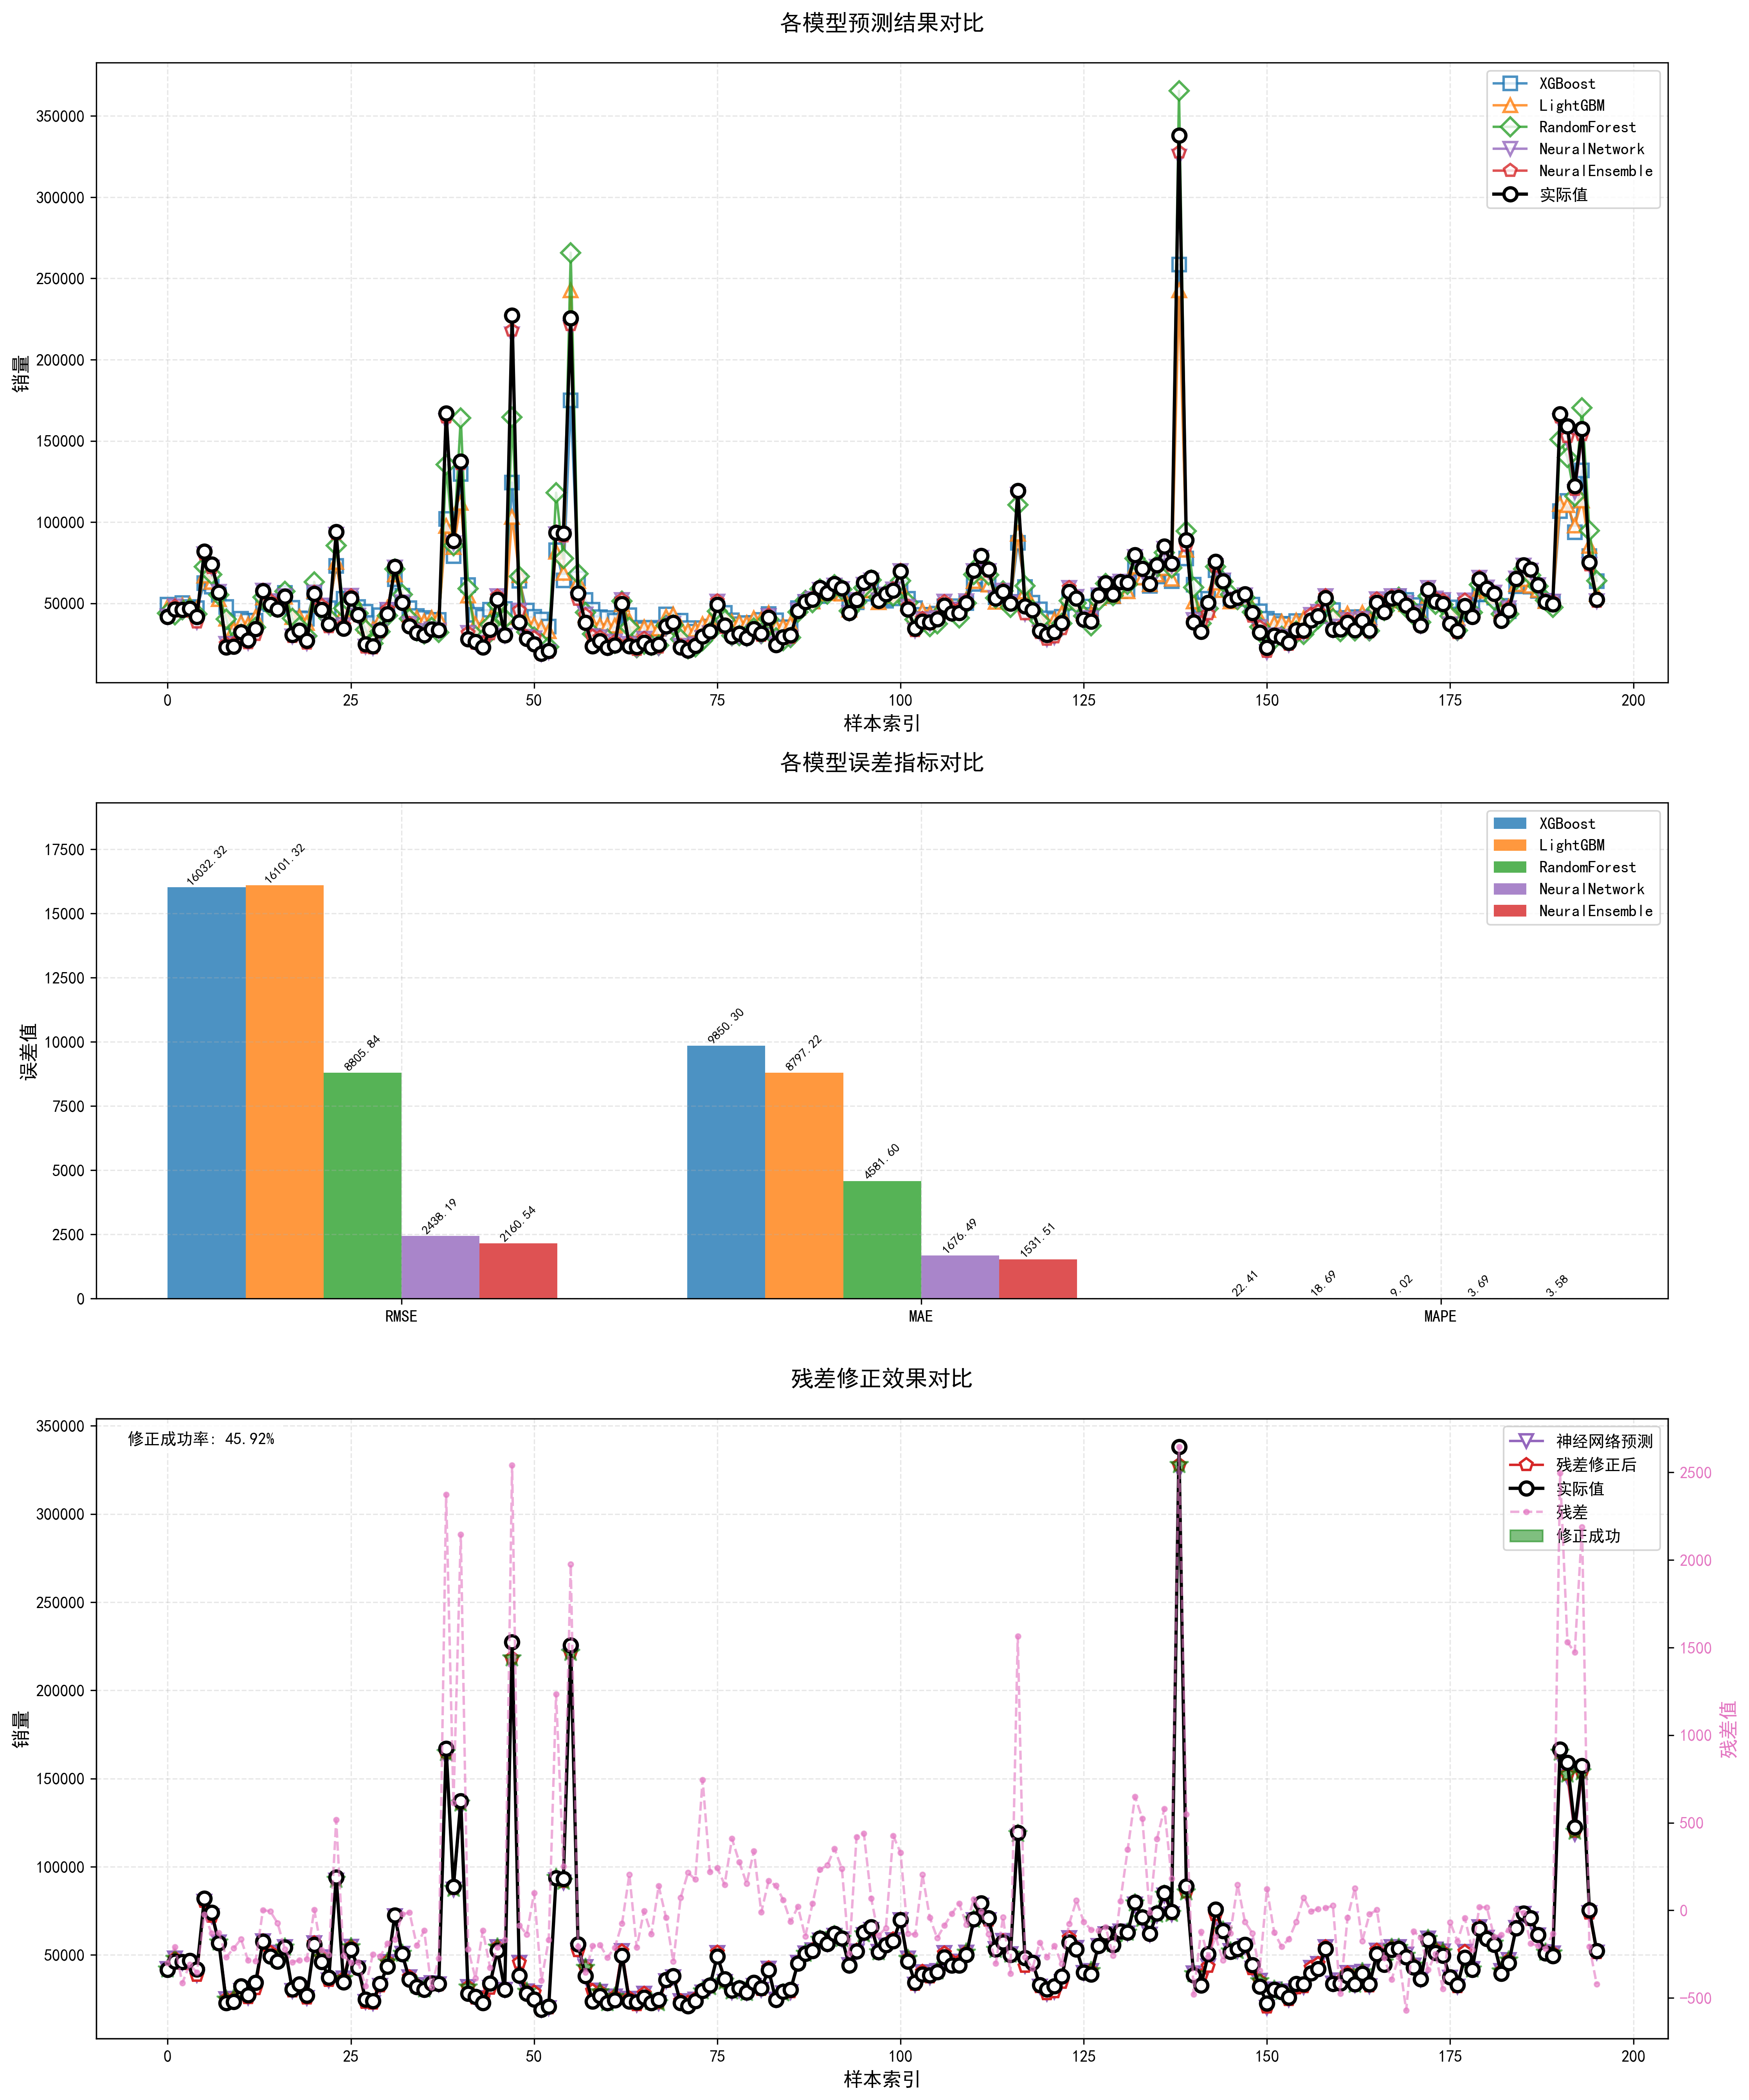 各模型预测结果对比
350000
300000
250000
200000
150000
100000
50000
销量
XGBoost
LightGBM
RandomForest
NeuralNetwork
NeuralEnsemble
实际值
0
25
50
75
100
125
150
175
200
样本索引
各模型误差指标对比
17500
15000
12500
10000
7500
5000
2500
0
误差值
16032.32
16101.32
8805.84
2438.19
2160.54
9850.30
8797.22
4581.60
1676.49
1531.51
22.41
18.69
9.02
3.69
3.58
XGBoost
LightGBM
RandomForest
NeuralNetwork
NeuralEnsemble
RMSE
MAE
MAPE
残差修正效果对比
350000
300000
250000
200000
150000
100000
50000
销量
修正成功率: 45.92%
神经网络预测
残差修正后
实际值
残差
修正成功
2500
2000
1500
1000
500
0
−500
残差值
0
25
50
75
100
125
150
175
200
样本索引